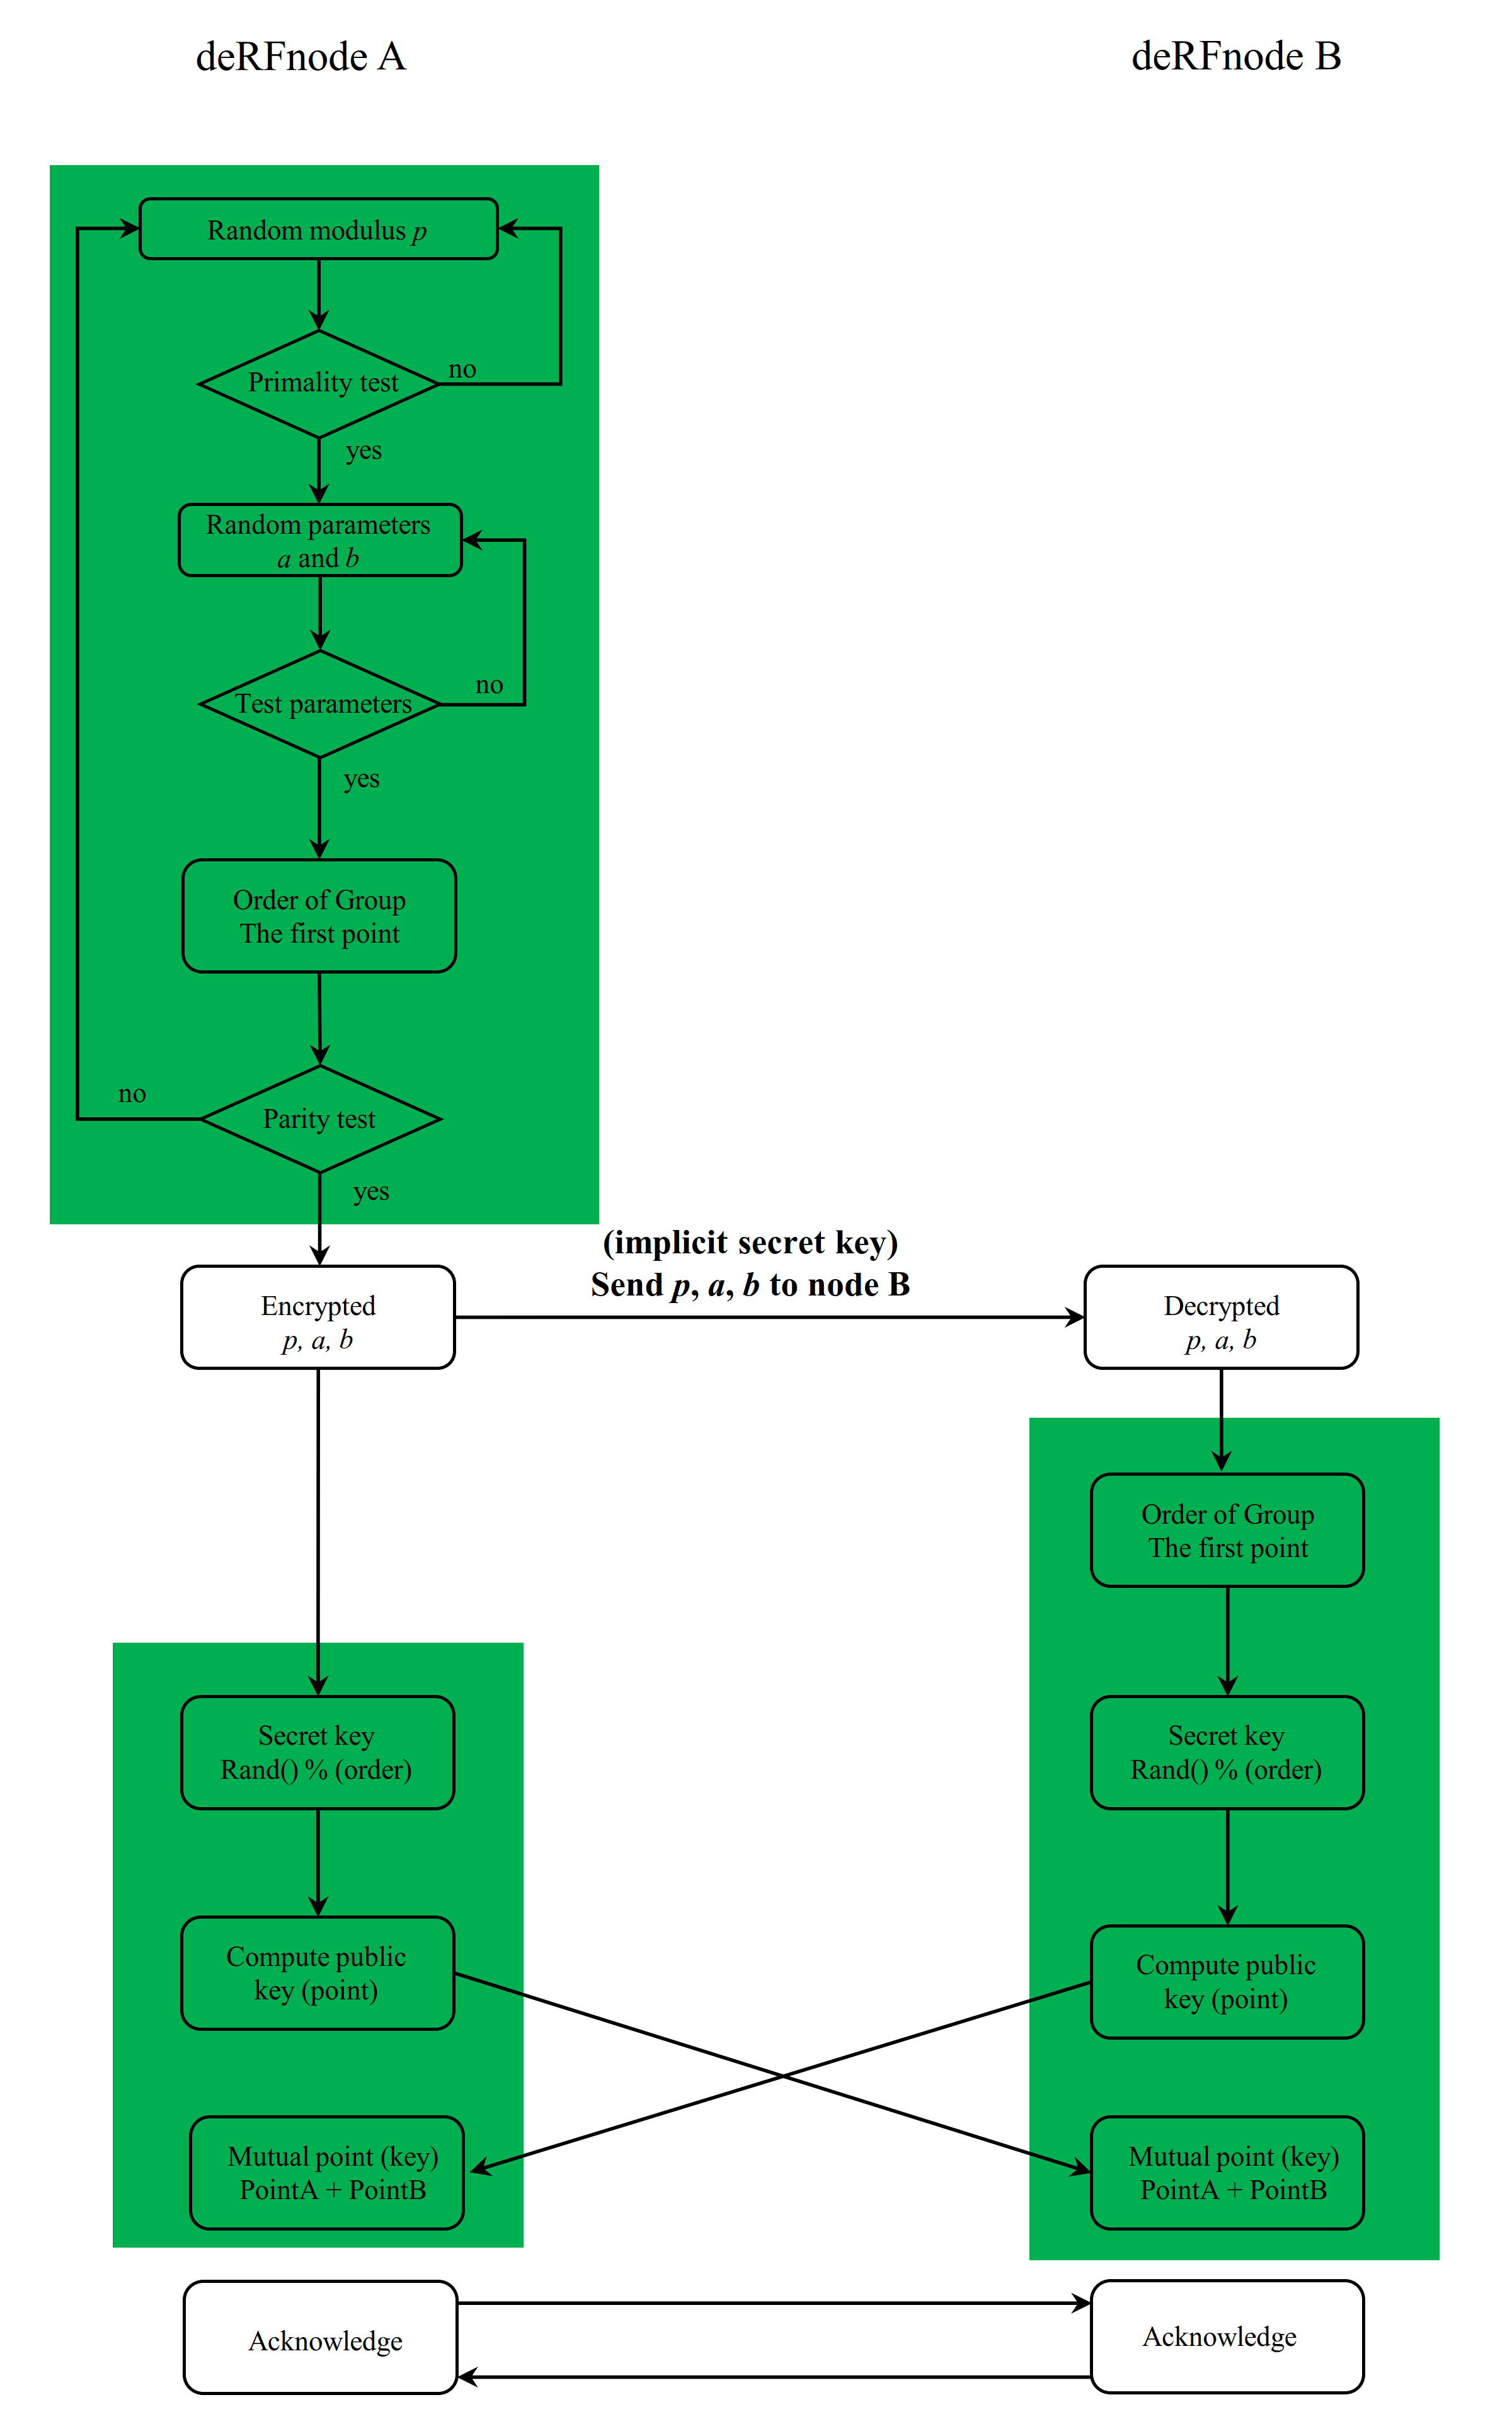 deRFnode A
deRFnode B
Random modulus p
Primality test
no
yes
Random parameters
a and b
Test parameters
no
yes
Order of Group
The first point
Parity test
no
yes
(implicit secret key)
Send p, a, b to node B
Encrypted
p, a, b
Decrypted
p, a, b
Order of Group
The first point
Secret key
Rand() % (order)
Secret key
Rand() % (order)
Compute public
key (point)
Compute public
key (point)
Mutual point (key)
PointA + PointB
Mutual point (key)
PointA + PointB
Acknowledge
Acknowledge